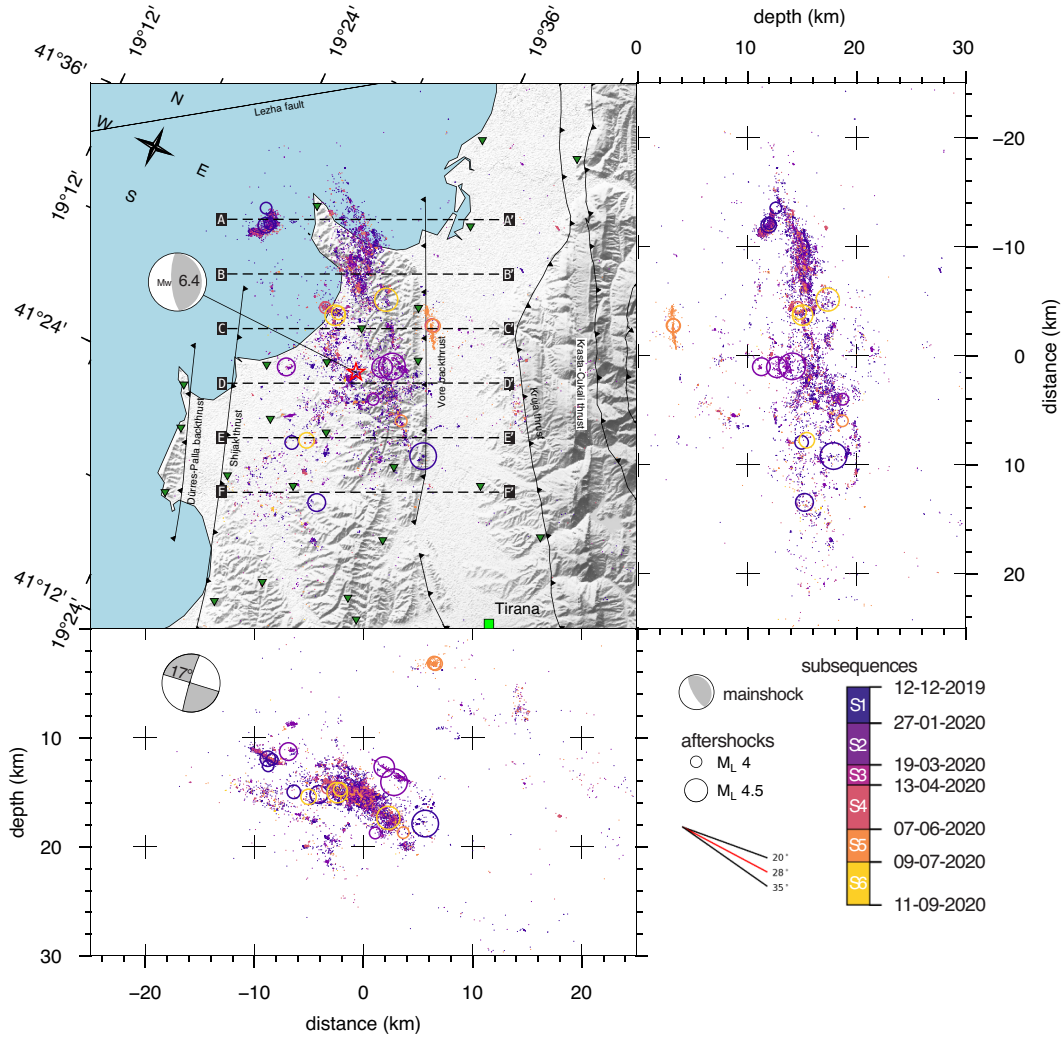 depth (km)
19°12' 19°24' 19°36' 0 10 20 30
41°36'
N
Lezha fault
W
E
S
19°12'
A A'
B B'
Mw 6.4
41°24'
C C'
D D'
E E'
F F'
Vore backthrust
Kruja thrust
Krasta-Cukali thrust
Shijak thrust
Dürres-Palla backthrust
41°12'
19°24'
Tirana
−20
−10
0
10
20
distance (km)
17°
10
20
30
depth (km)
−20 −10 0 10 20
distance (km)
mainshock
aftershocks
ML 4
ML 4.5
20°
28°
35°
subsequences
S1 12-12-2019
S2 27-01-2020
S3 19-03-2020
S4 13-04-2020
S5 07-06-2020
S6 09-07-2020
11-09-2020